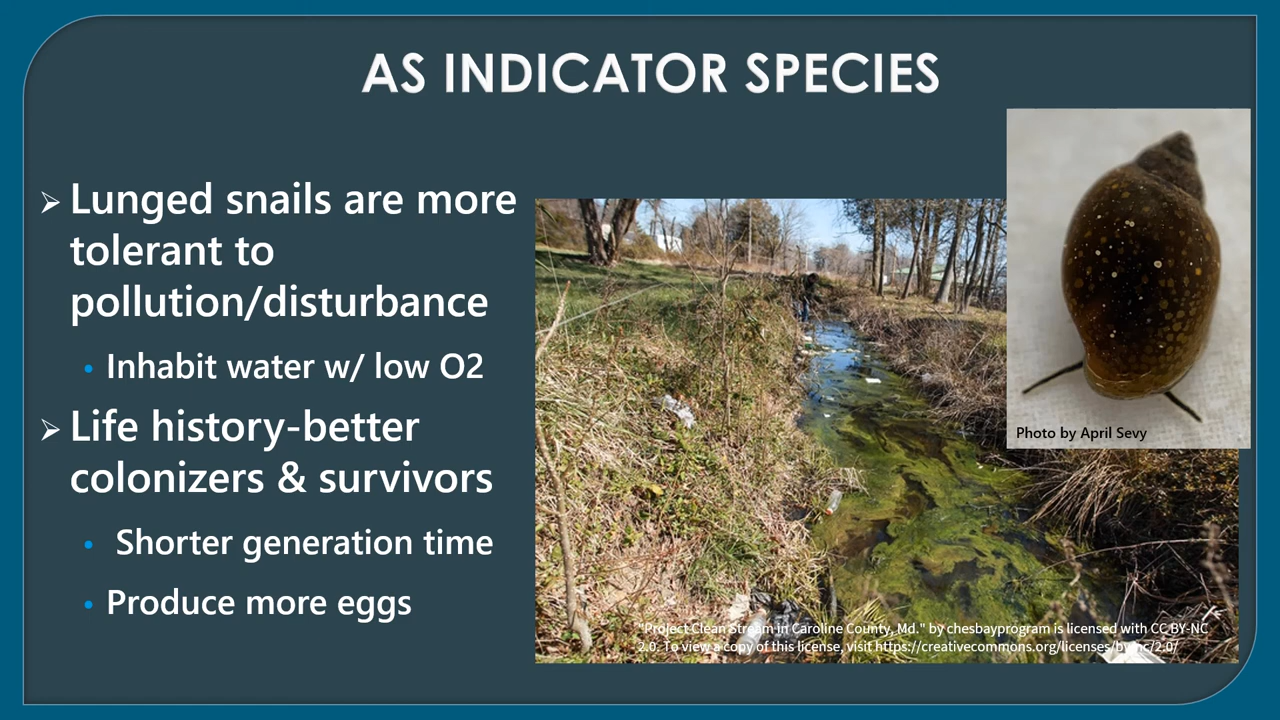 AS INDICATOR SPECIES
➢ Lunged snails are more
tolerant to
pollution/disturbance
• Inhabit water w/ low O2
➢ Life history-better
colonizers & survivors
• Shorter generation time
• Produce more eggs
Photo by April Sevy
"Project Clean Stream in Caroline County, Md." by chesbayprogram is licensed with CC BY-NC
2.0. To view a copy of this license, visit https://creativecommons.org/licenses/by-nc/2.0/